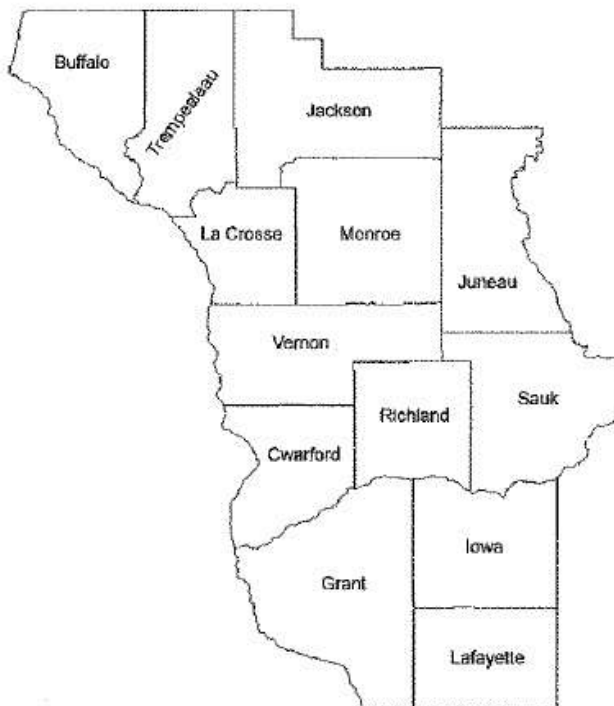 Buffalo
Trempealeau
Jackson
La Crosse
Monroe
Juneau
Vernon
Richland
Sauk
Cwarford
Iowa
Grant
Lafayette